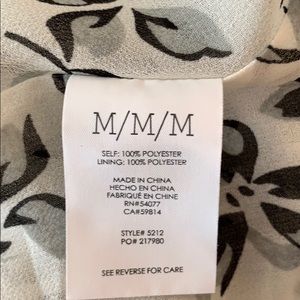 M/M/M
SELF: 100% POLYESTER
LINING: 100% POLYESTER
MADE IN CHINA
HECHO EN CHINA
FABRIQUÉ EN CHINE
RN#54077
CA#59814
STYLE# 5212
PO# 217980
SEE REVERSE FOR CARE